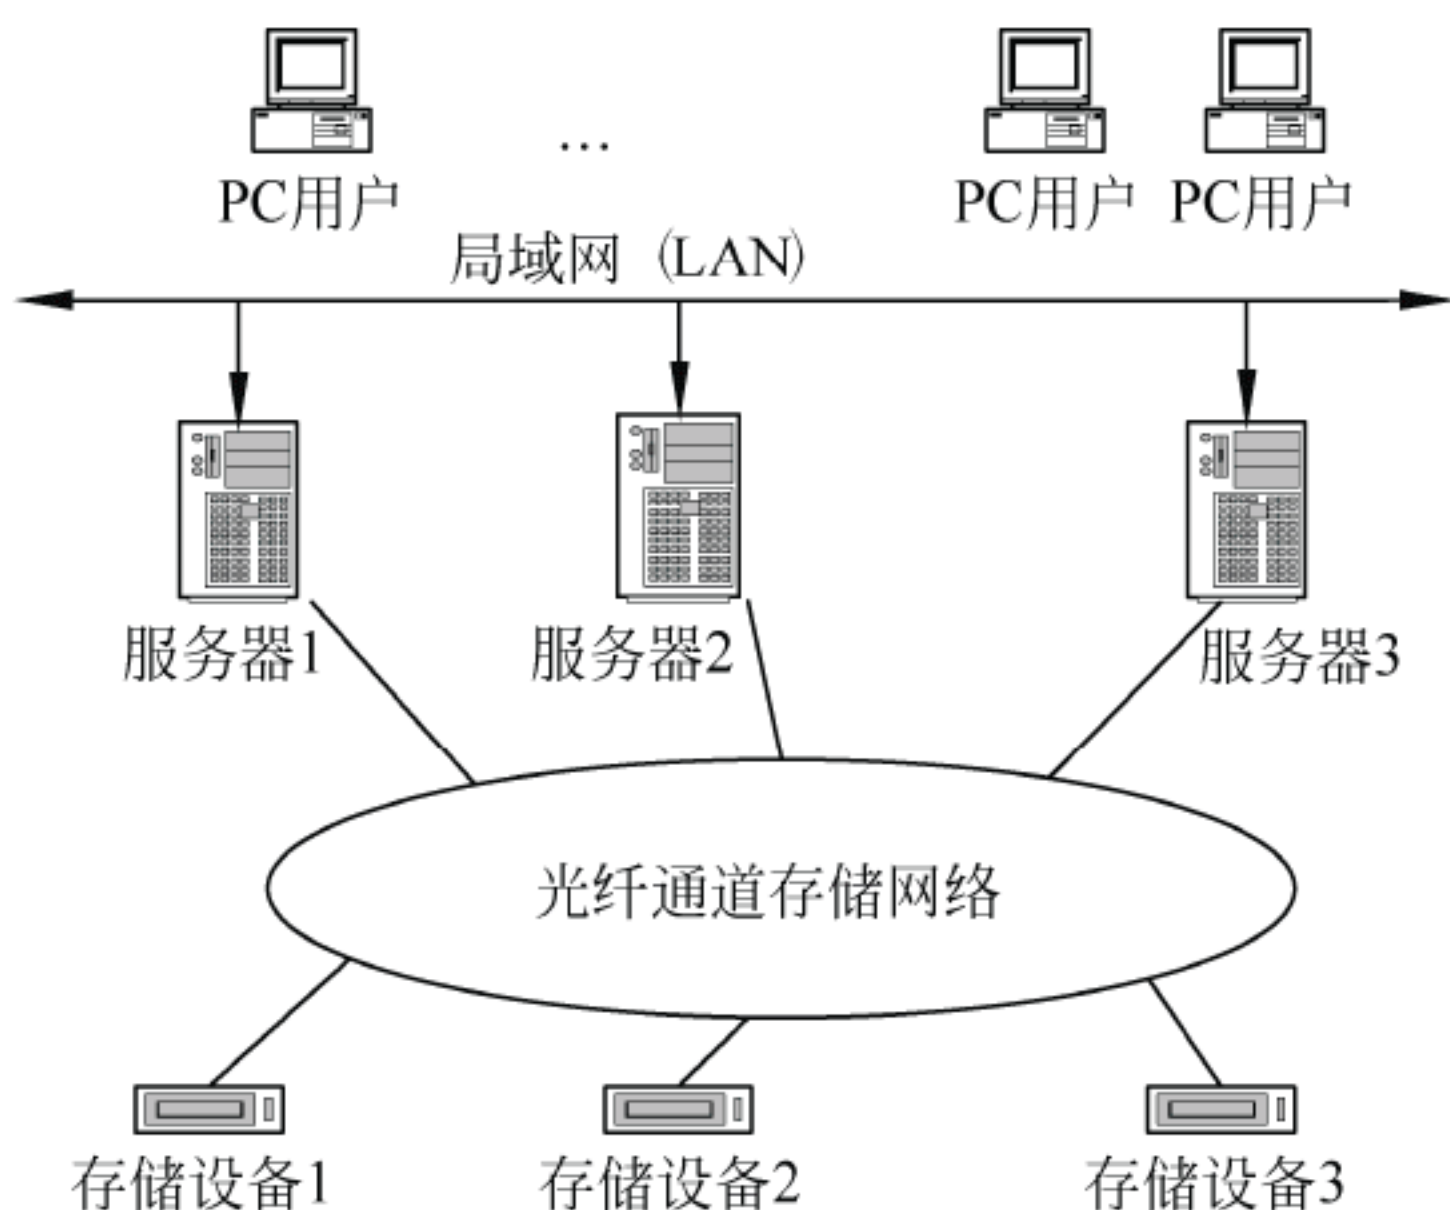 …
PC用户 PC用户 PC用户
局域网 (LAN)
服务器1 服务器2 服务器3
光纤通道存储网络
存储设备1 存储设备2 存储设备3